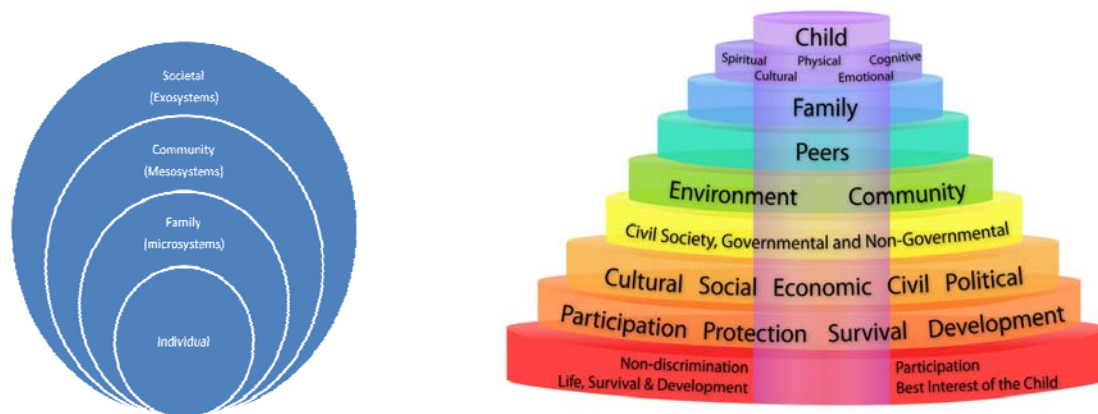 Societal
(Exosystems)
Community
(Mesosystems)
Family
(microsystems)
Individual
Child
Spiritual Physical Cognitive
Cultural Emotional
Family
Peers
Environment Community
Civil Society, Governmental and Non-Governmental
Cultural Social Economic Civil Political
Participation Protection Survival Development
Non-discrimination Participation
Life, Survival & Development Best Interest of the Child